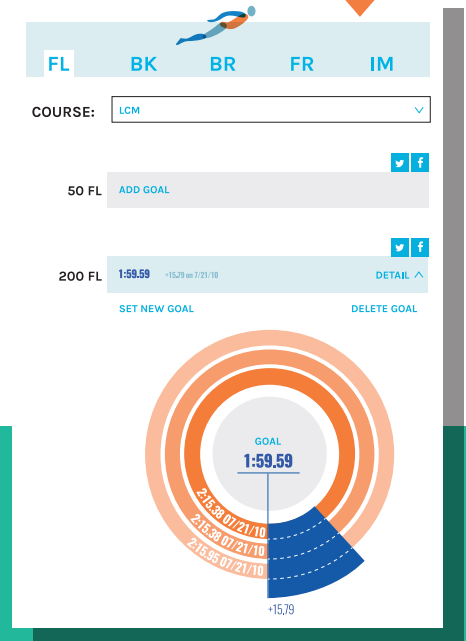 FL BK BR FR IM
COURSE: LCM
50 FL ADD GOAL
200 FL 1:59.59 +15.79 on 7/21/10 DETAIL
SET NEW GOAL DELETE GOAL
GOAL
1:59.59
2:15.38 07/21/10
2:15.38 07/21/10
2:15.95 07/21/10
+15,79